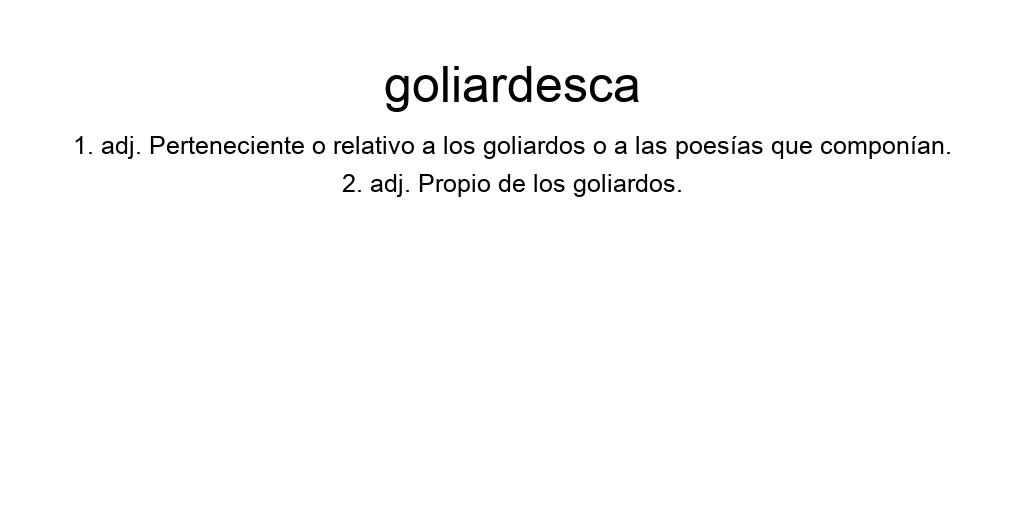 goliardesca
1. adj. Perteneciente o relativo a los goliardos o a las poesías que componían.
2. adj. Propio de los goliardos.